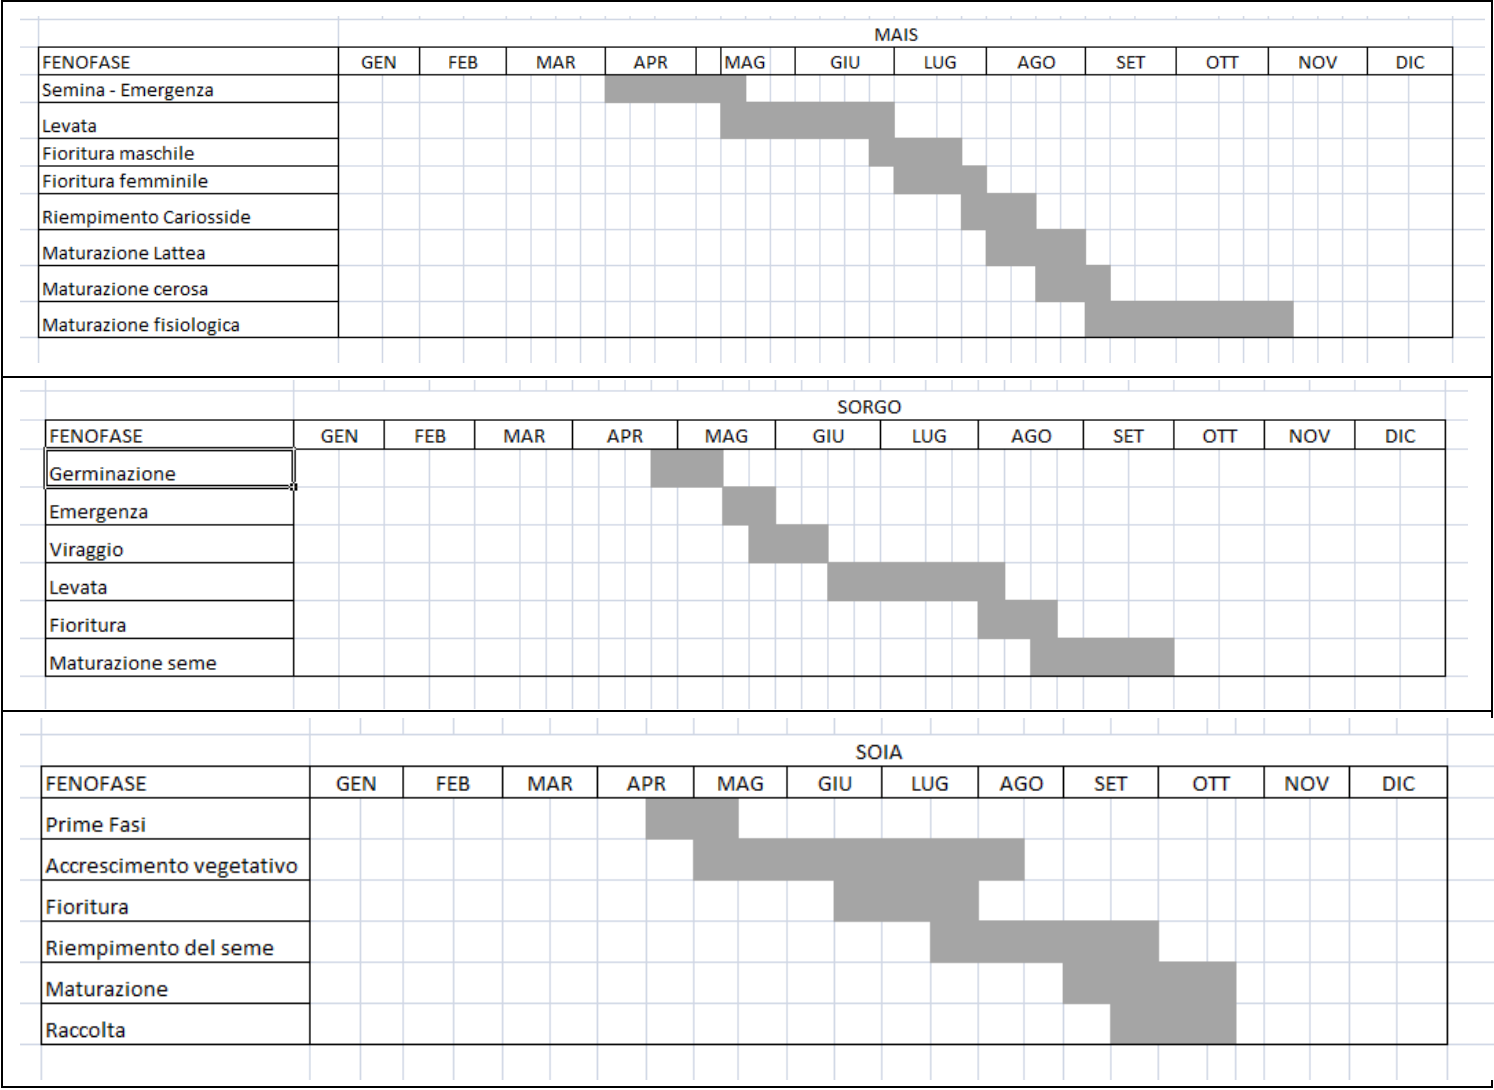 MAIS
FENOFASE GEN FEB MAR APR MAG GIU LUG AGO SET OTT NOV DIC
Semina - Emergenza
Levata
Fioritura maschile
Fioritura femminile
Riempimento Cariosside
Maturazione Lattea
Maturazione cerosa
Maturazione fisiologica
SORGO
FENOFASE GEN FEB MAR APR MAG GIU LUG AGO SET OTT NOV DIC
Germinazione
Emergenza
Viraggio
Levata
Fioritura
Maturazione seme
SOIA
FENOFASE GEN FEB MAR APR MAG GIU LUG AGO SET OTT NOV DIC
Prime Fasi
Accrescimento vegetativo
Fioritura
Riempimento del seme
Maturazione
Raccolta